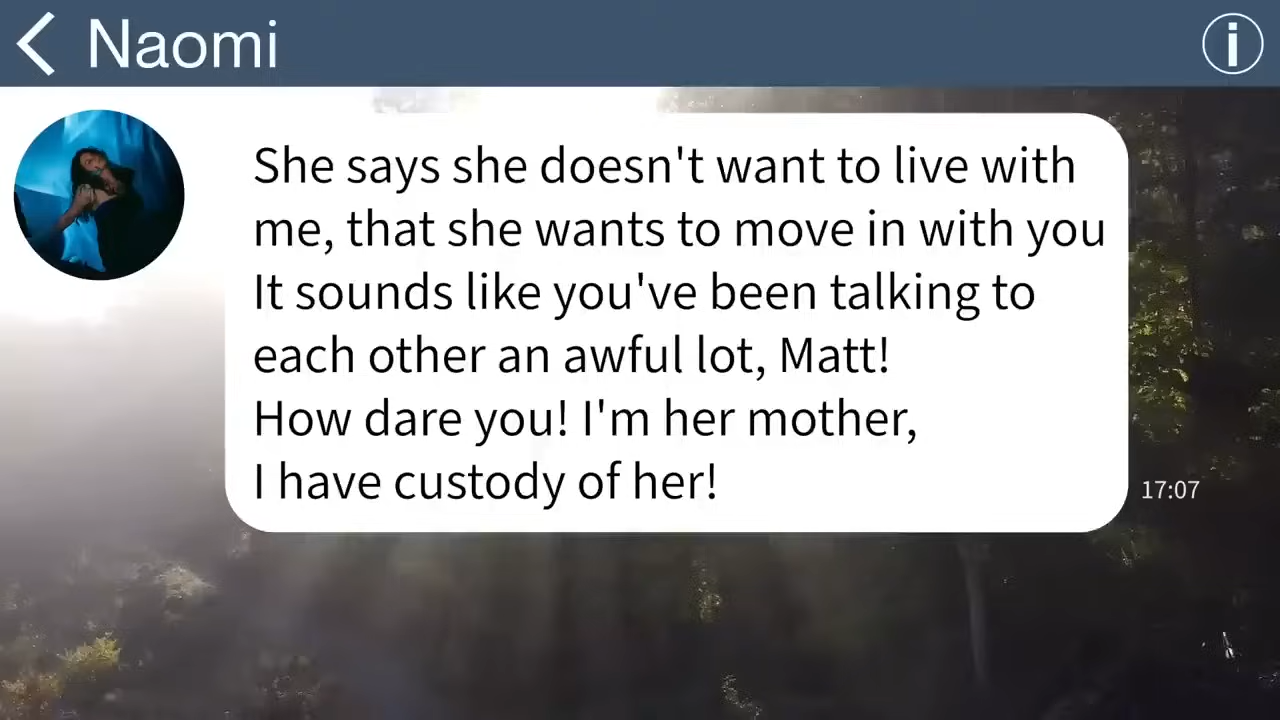 Naomi
She says she doesn't want to live with
me, that she wants to move in with you
It sounds like you've been talking to
each other an awful lot, Matt!
How dare you! I'm her mother,
I have custody of her!
17:07